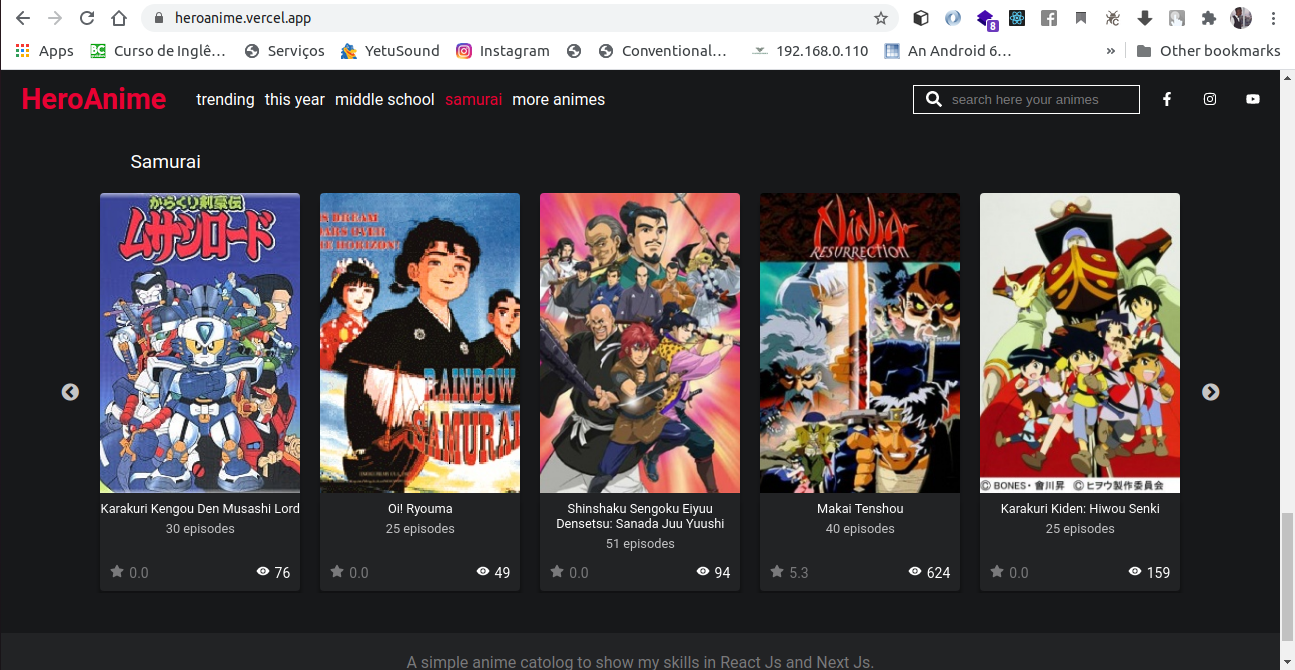 heroanime.vercel.app
8
Apps
Curso de Inglê…
Serviços
YetuSound
Instagram
Conventional…
192.168.0.110
An Android 6…
»
Other bookmarks
HeroAnime
trending this year middle school samurai more animes
search here your animes
Samurai
からくり剣豪伝
ムサシロード
RAINBOW
SAMURAI
NINJA
RESURRECTION
© BONES・會川昇 © ヒヲウ製作委員会
Karakuri Kengou Den Musashi Lord
30 episodes
0.0 76
Oi! Ryouma
25 episodes
0.0 49
Shinshaku Sengoku Eiyuu
Densetsu: Sanada Juu Yuushi
51 episodes
0.0 94
Makai Tenshou
40 episodes
5.3 624
Karakuri Kiden: Hiwou Senki
25 episodes
0.0 159
A simple anime catolog to show my skills in React Js and Next Js.